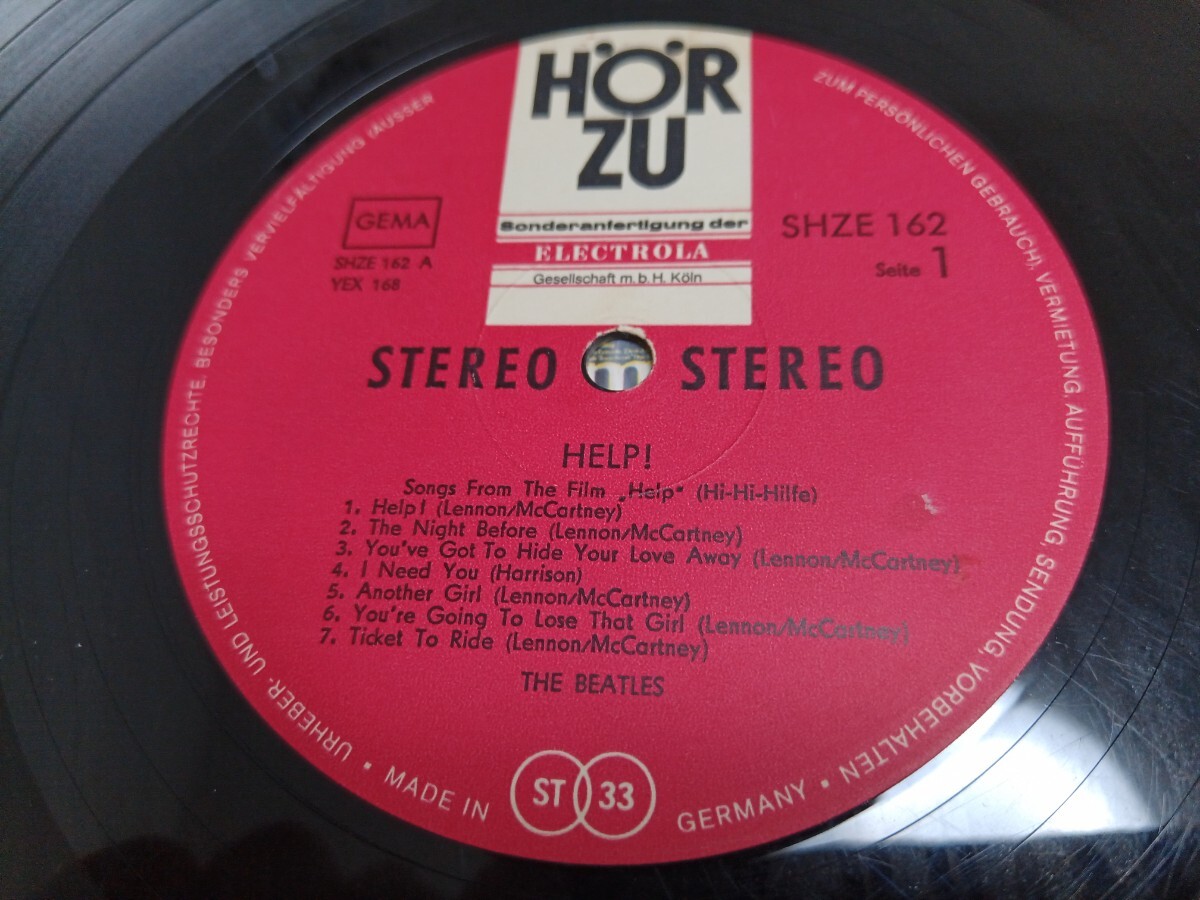 HÖR
ZU
Sonderanfertigung der
ELECTROLA
Gesellschaft m.b.H. Köln
GEMA
SHZE 162 A
YEX 168
SHZE 162
Seite 1
STEREO STEREO
HELP!
Songs From The Film „Help“ (Hi-Hi-Hilfe)
1. Help! (Lennon/McCartney)
2. The Night Before (Lennon/McCartney)
3. You've Got To Hide Your Love Away (Lennon/McCartney)
4. I Need You (Harrison)
5. Another Girl (Lennon/McCartney)
6. You're Going To Lose That Girl (Lennon/McCartney)
7. Ticket To Ride (Lennon/McCartney)
THE BEATLES
ST 33
URHEBER- UND LEISTUNGSSCHUTZRECHTE, BESONDERS VERVIELFÄLTIGUNG (AUSSER ZUM PERSÖNLICHEN GEBRAUCH), VERMIETUNG, AUFFÜHRUNG, SENDUNG, VORBEHALTEN •
MADE IN GERMANY •